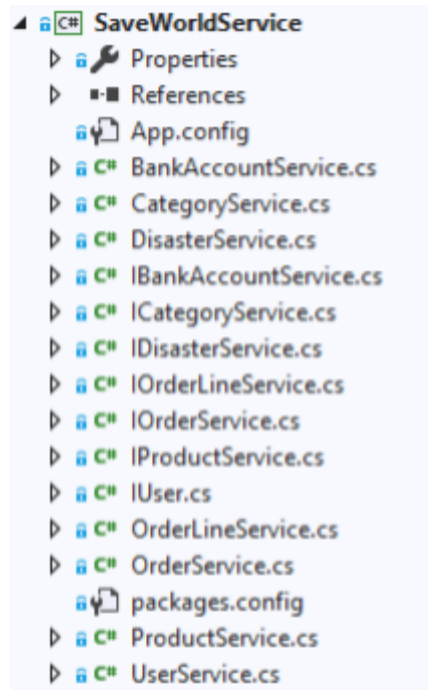 C# SaveWorldService
Properties
References
App.config
C# BankAccountService.cs
C# CategoryService.cs
C# DisasterService.cs
C# IBankAccountService.cs
C# ICategoryService.cs
C# IDisasterService.cs
C# IOrderLineService.cs
C# IOrderService.cs
C# IProductService.cs
C# IUser.cs
C# OrderLineService.cs
C# OrderService.cs
packages.config
C# ProductService.cs
C# UserService.cs